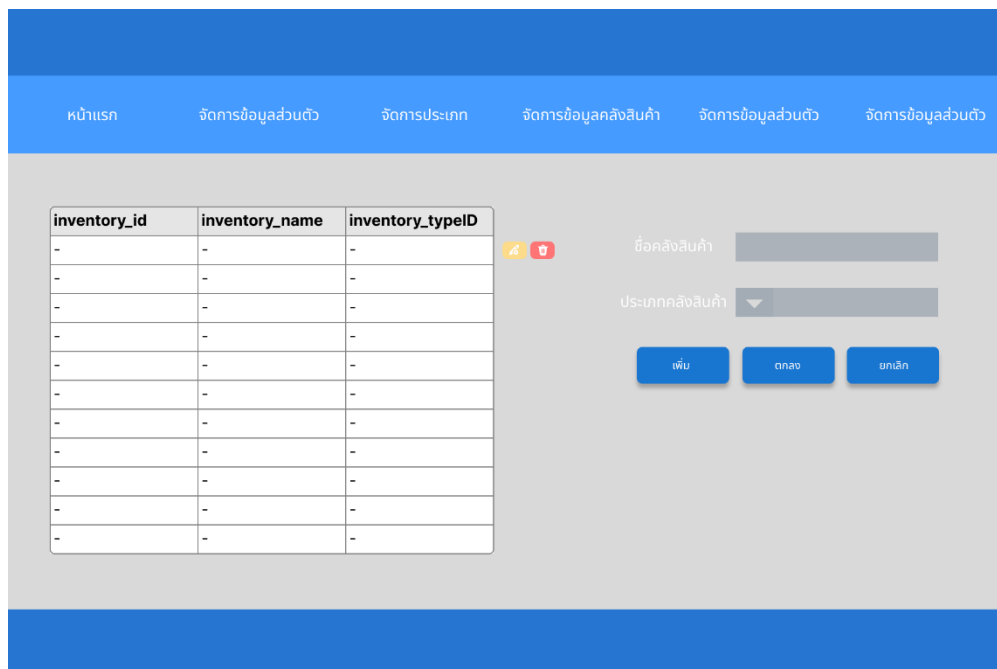 หน้าแรก จัดการข้อมูลส่วนตัว จัดการประเภท จัดการข้อมูลคลังสินค้า จัดการข้อมูลส่วนตัว จัดการข้อมูลส่วนตัว
inventory_id inventory_name inventory_typeID
- - -
- - -
- - -
- - -
- - -
- - -
- - -
- - -
- - -
- - -
- - -
ชื่อคลังสินค้า
ประเภทคลังสินค้า
เพิ่ม ตกลง ยกเลิก